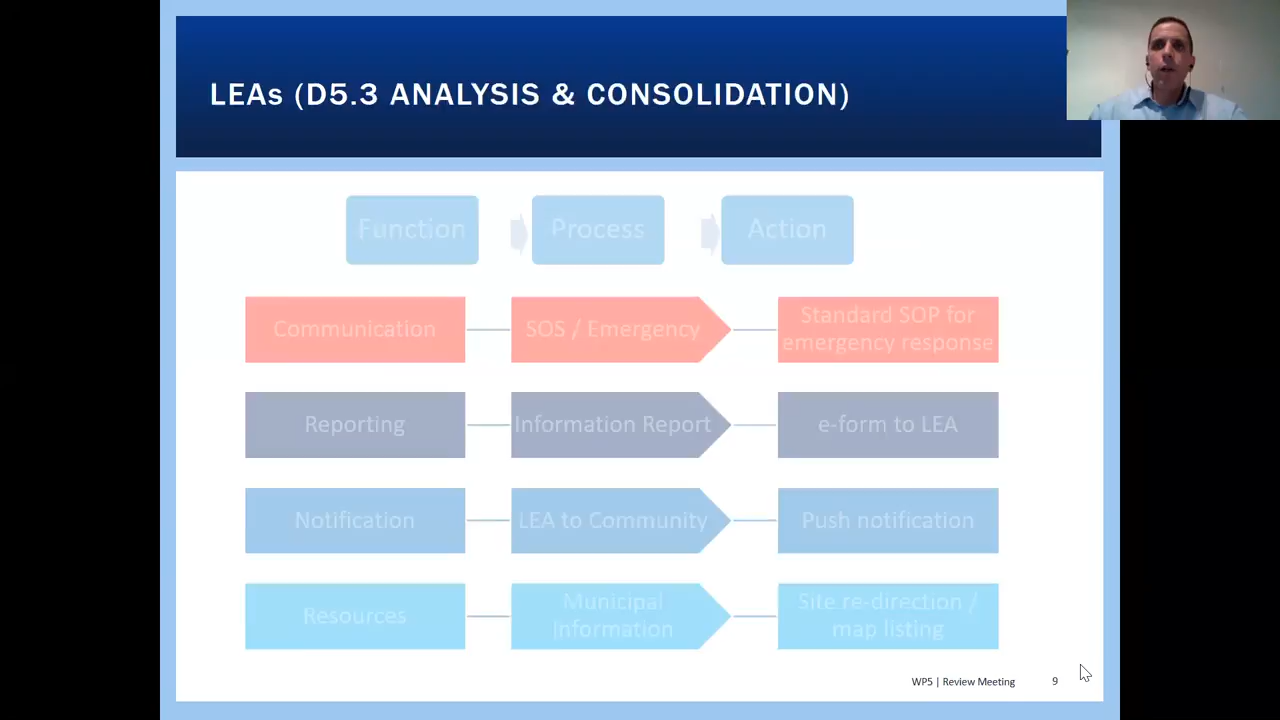 LEAs (D5.3 ANALYSIS & CONSOLIDATION)
Function
Process
Action
Communication
SOS / Emergency
Standard SOP for
emergency response
Reporting
Information Report
e-form to LEA
Notification
LEA to Community
Push notification
Resources
Municipal
Information
Site re-direction /
map listing
WP5 | Review Meeting
9